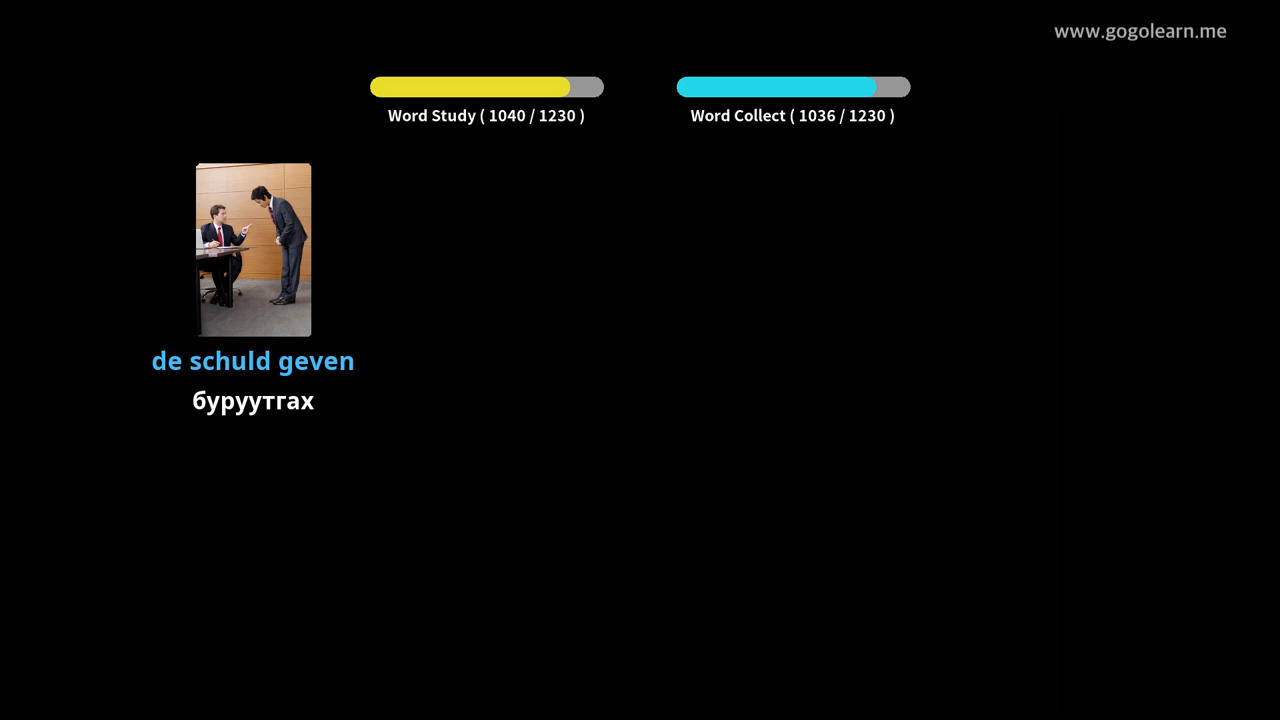 www.gogolearn.me
Word Study ( 1040 / 1230 )
Word Collect ( 1036 / 1230 )
de schuld geven
буруутгах